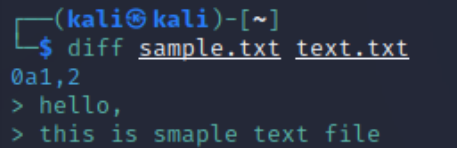 ┌──(kali㉿kali)-[~]
└─$ diff sample.txt text.txt
0a1,2
> hello,
> this is smaple text file